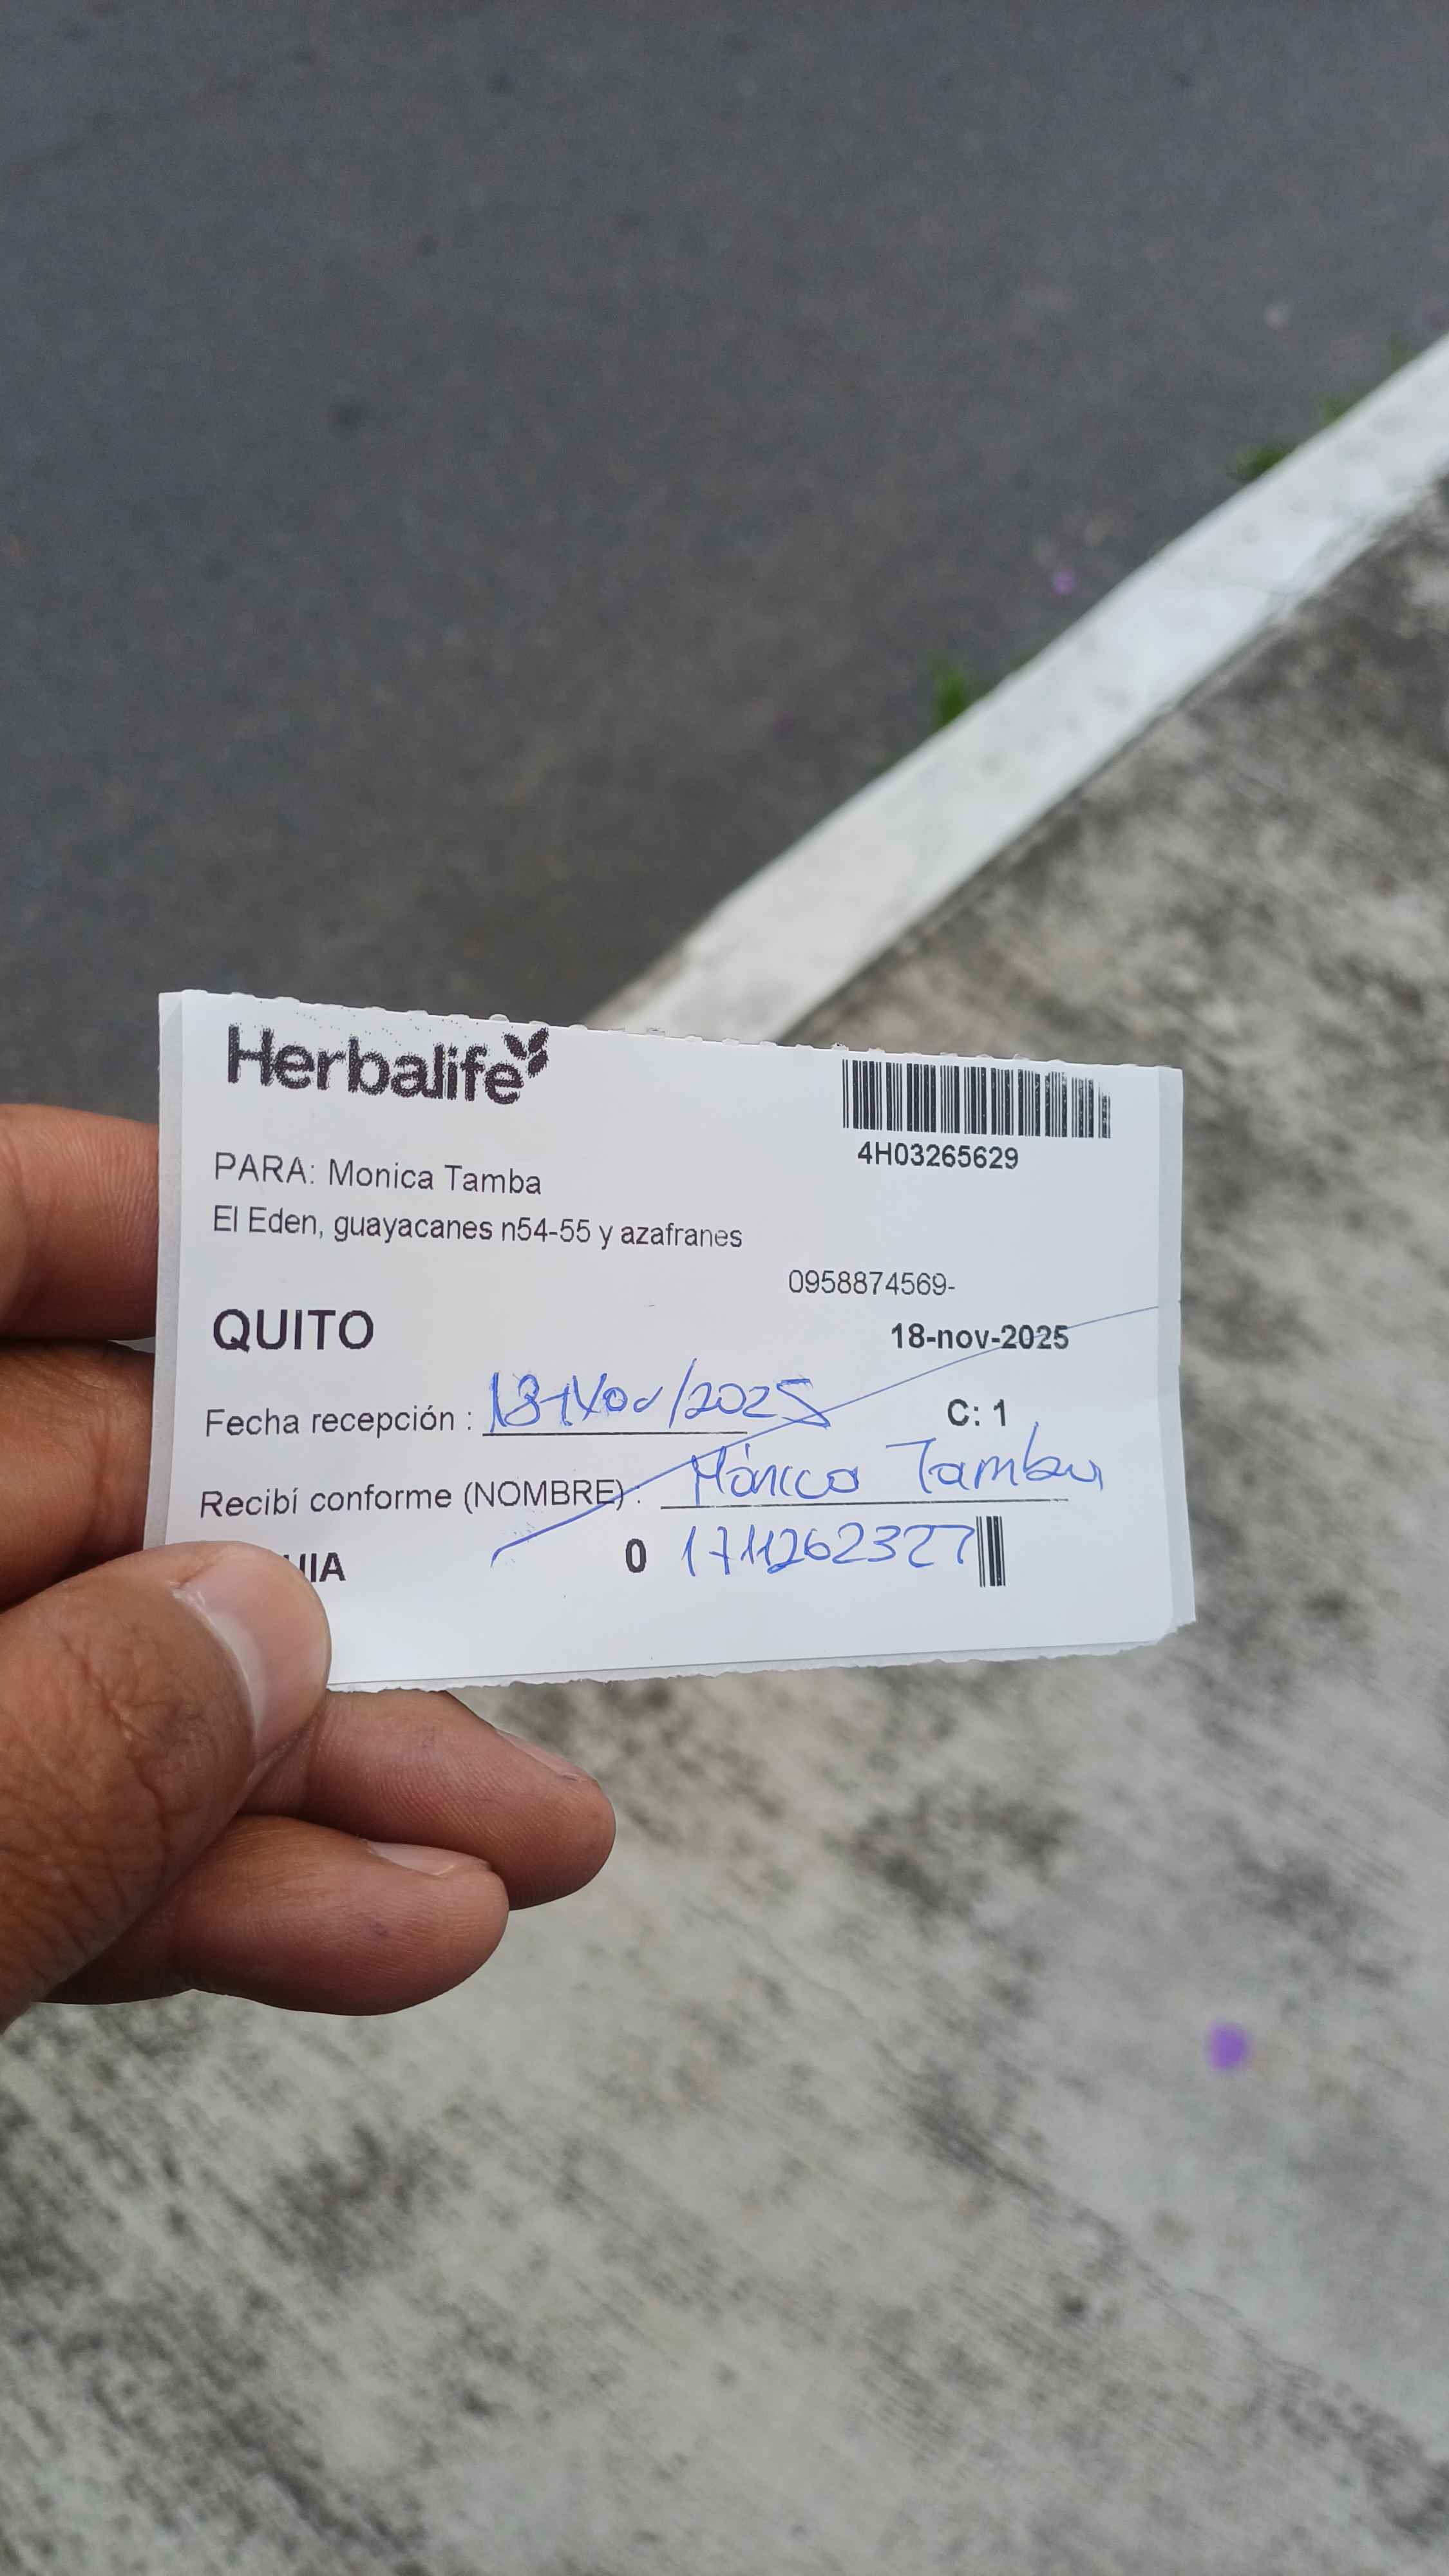 Herbalife
4H03265629
PARA: Monica Tamba
El Eden, guayacanes n54-55 y azafranes
0958874569-
QUITO
18-nov-2025
Fecha recepción : 18-Nov/2025
C: 1
Recibí conforme (NOMBRE) : Mónica Tamba
0 1711262327